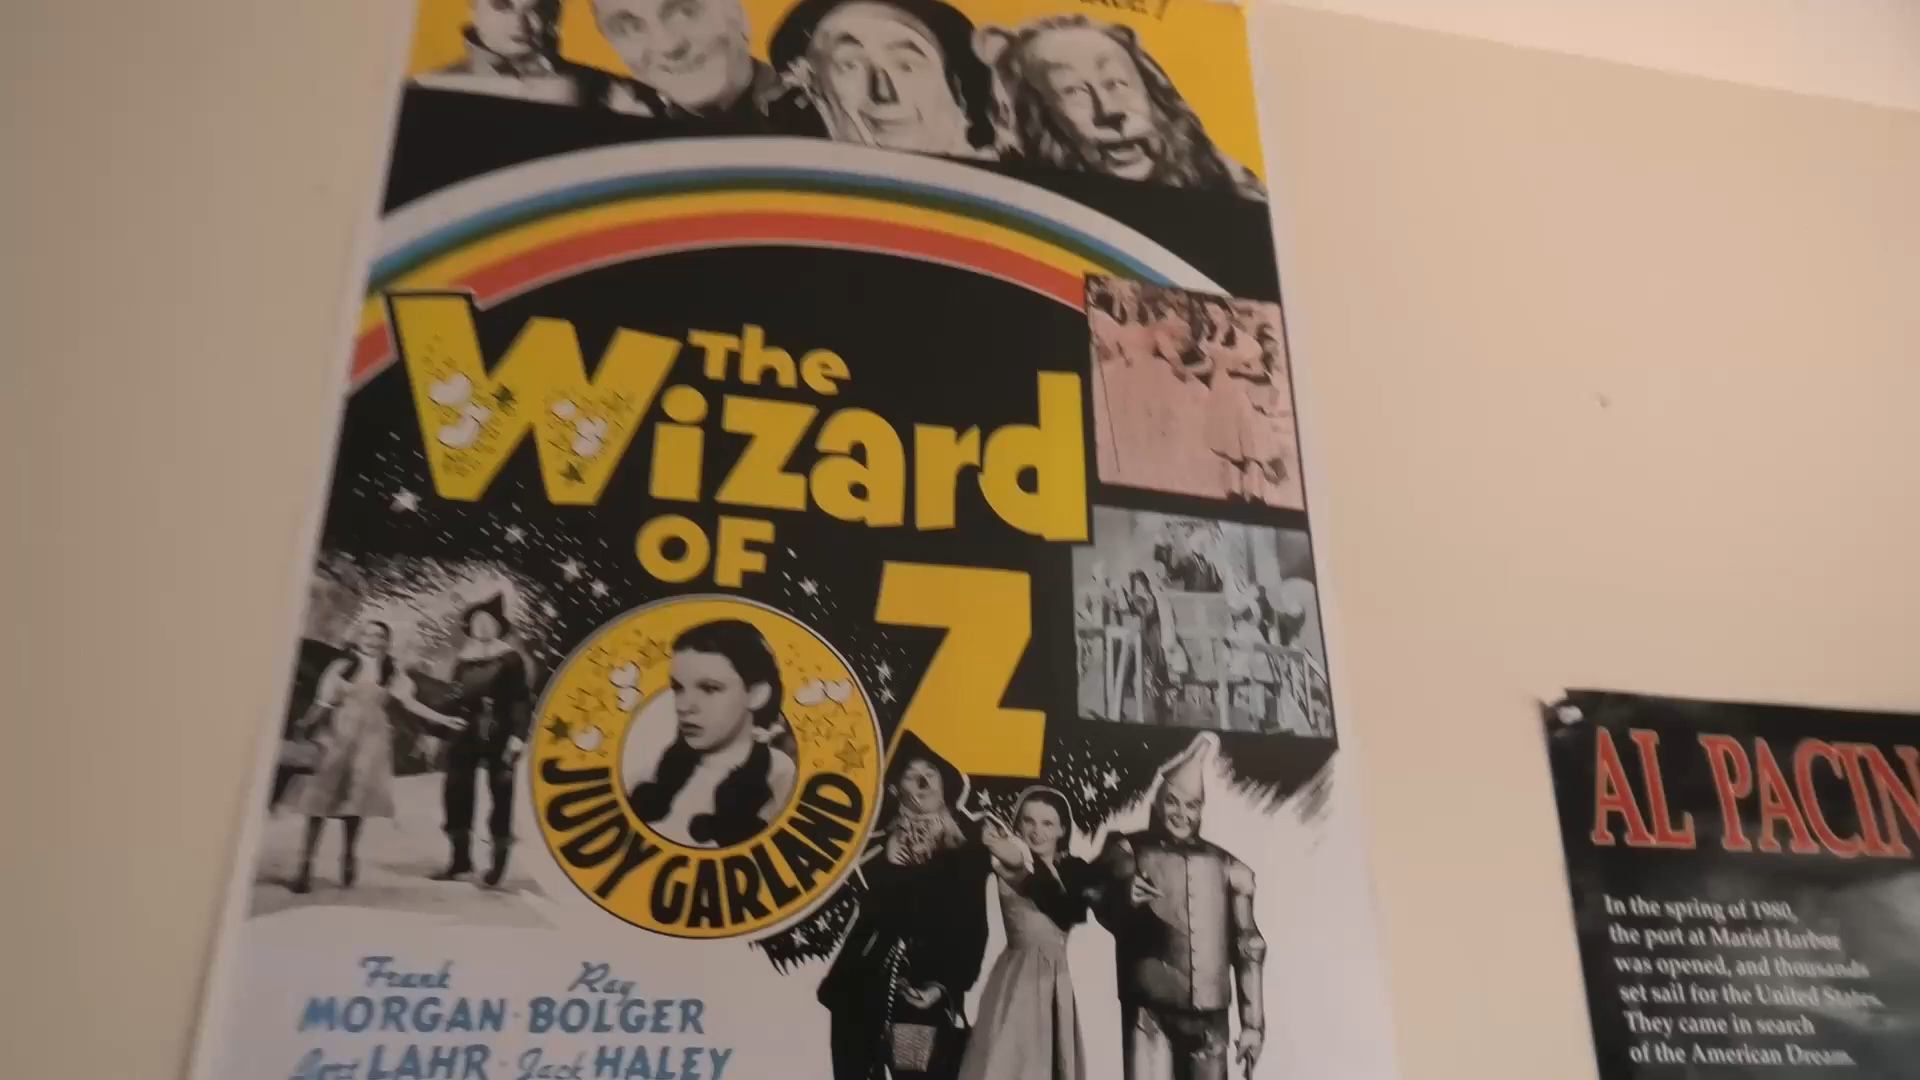 The
Wizard
OF
OZ
JUDY GARLAND
Frank Ray
MORGAN · BOLGER
Bert LAHR · Jack HALEY
AL PACIN
In the spring of 1980,
the port at Mariel Harbor
was opened, and thousands
set sail for the United States.
They came in search
of the American Dream.